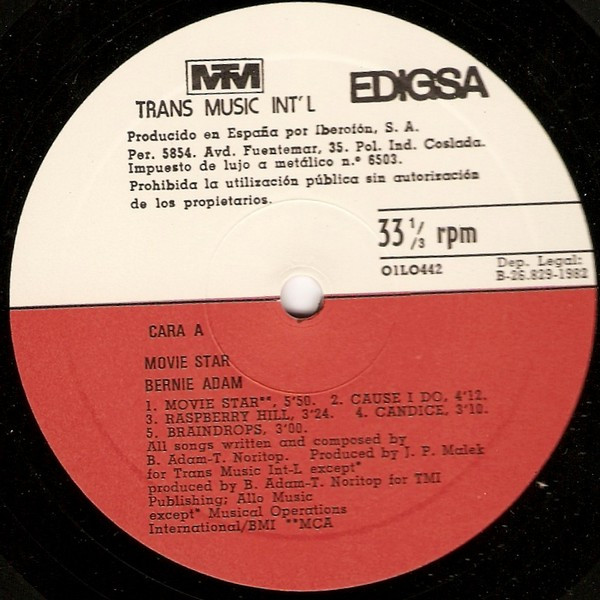 MTM
TRANS MUSIC INT'L
EDIGSA
Producido en España por Iberofón, S. A.
Per. 5854. Avd. Fuentemar, 35. Pol. Ind. Coslada.
Impuesto de lujo a metálico n.º 6503.
Prohibida la utilización pública sin autorización
de los propietarios.
33 1/3 rpm
O1LO442
Dep. Legal:
B-26.829-1982
CARA A
MOVIE STAR
BERNIE ADAM
1. MOVIE STAR**, 5'50. 2. CAUSE I DO, 4'12.
3. RASPBERRY HILL, 3'24. 4. CANDICE, 3'10.
5. BRAINDROPS, 3'00.
All songs written and composed by
B. Adam-T. Noritop. Produced by J. P. Malek
for Trans Music Int-L except*
produced by B. Adam-T. Noritop for TMI
Publishing; Allo Music
except* Musical Operations
International/BMI **MCA